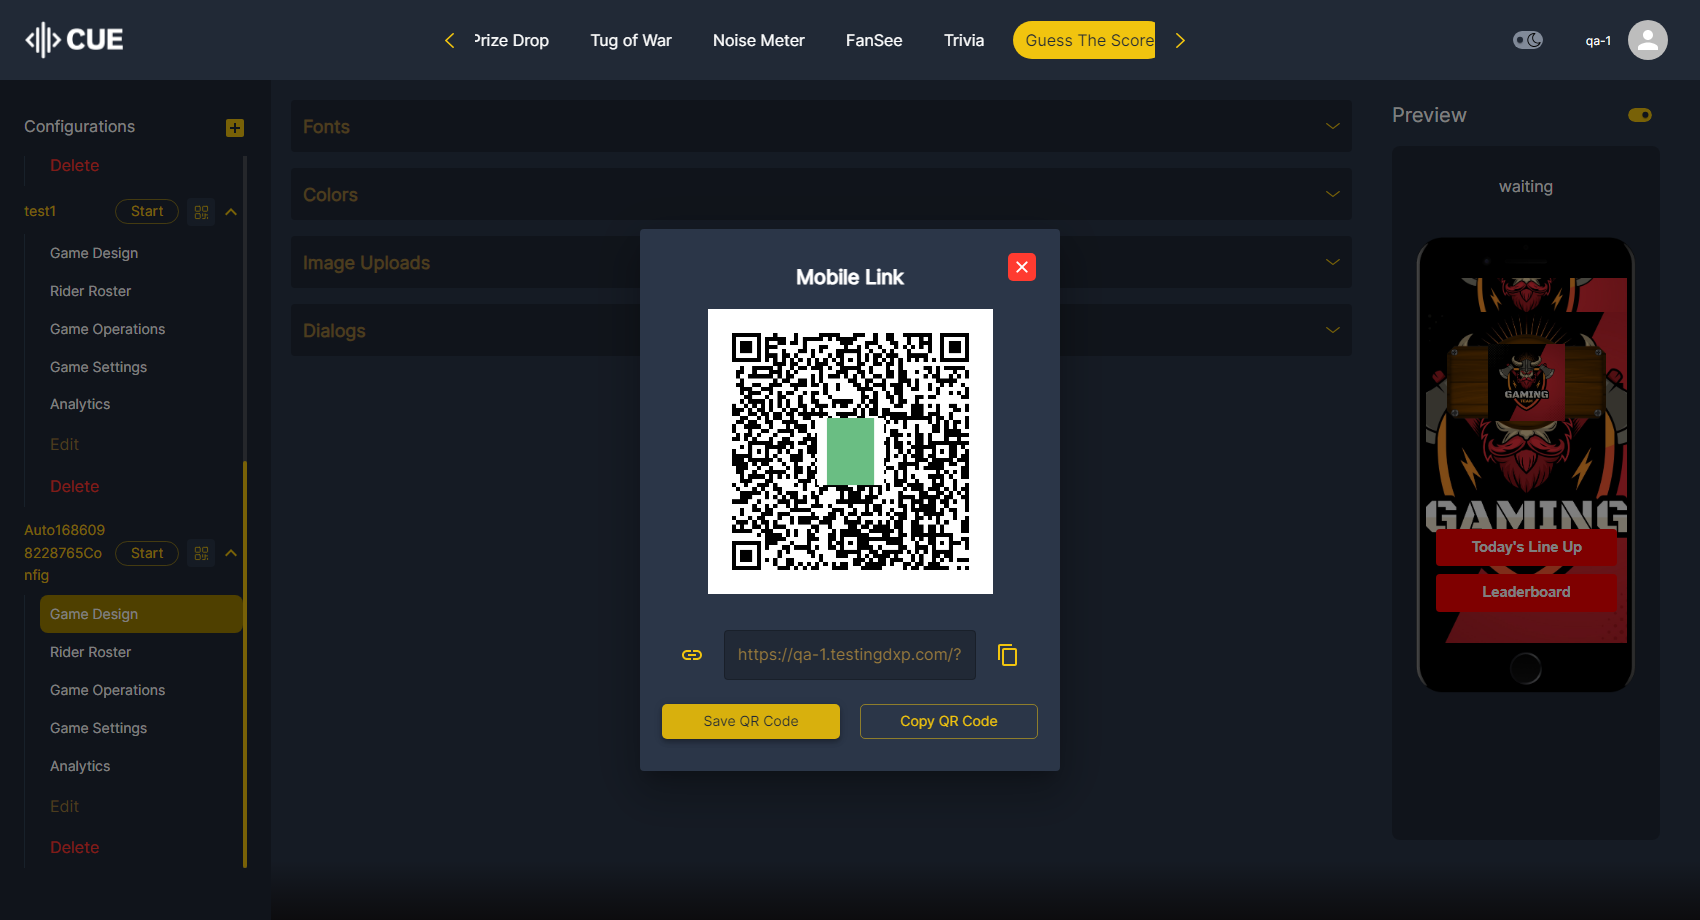 CUE
Prize Drop
Tug of War
Noise Meter
FanSee
Trivia
Guess The Score
qa-1
Configurations
Delete
test1
Start
Game Design
Rider Roster
Game Operations
Game Settings
Analytics
Edit
Delete
Auto168609
8228765Co
nfig
Start
Game Design
Rider Roster
Game Operations
Game Settings
Analytics
Edit
Delete
Fonts
Colors
Image Uploads
Dialogs
Mobile Link
https://qa-1.testingdxp.com/?
Save QR Code
Copy QR Code
Preview
waiting
GAMING
GAMING
Today's Line Up
Leaderboard